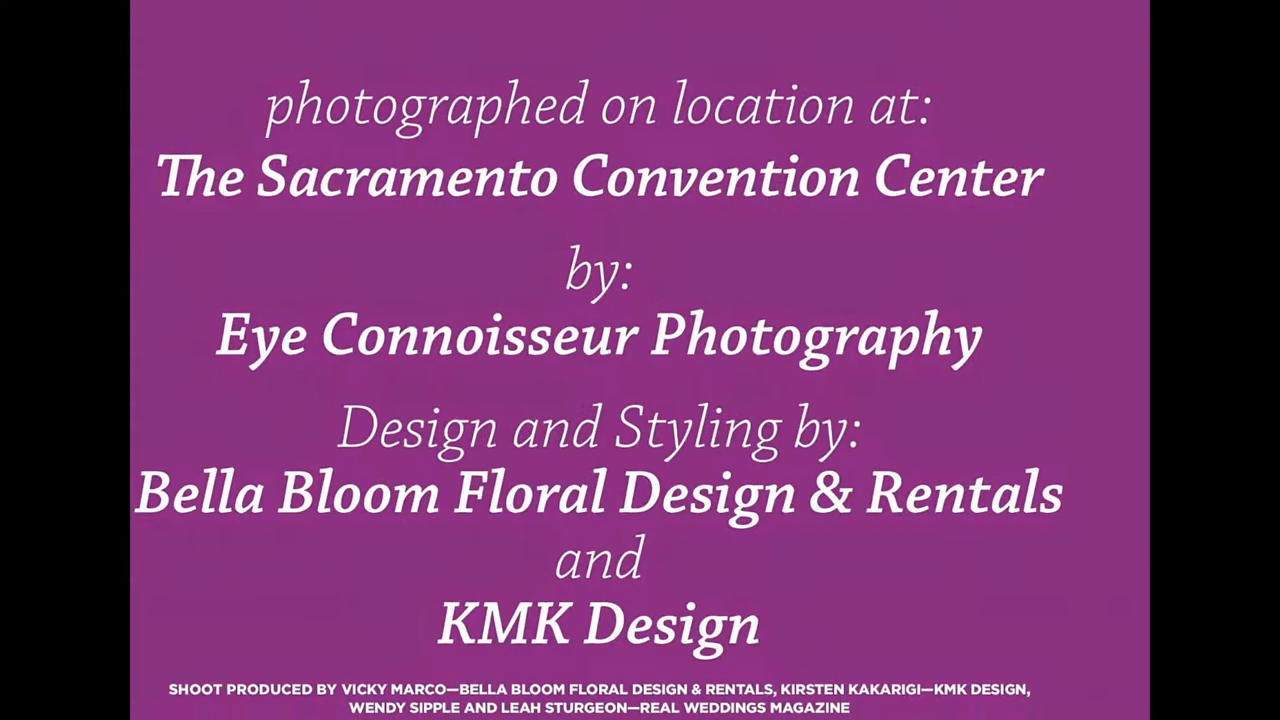 photographed on location at:
The Sacramento Convention Center
by:
Eye Connoisseur Photography
Design and Styling by:
Bella Bloom Floral Design & Rentals
and
KMK Design
SHOOT PRODUCED BY VICKY MARCO—BELLA BLOOM FLORAL DESIGN & RENTALS, KIRSTEN KAKARIGI—KMK DESIGN,
WENDY SIPPLE AND LEAH STURGEON—REAL WEDDINGS MAGAZINE